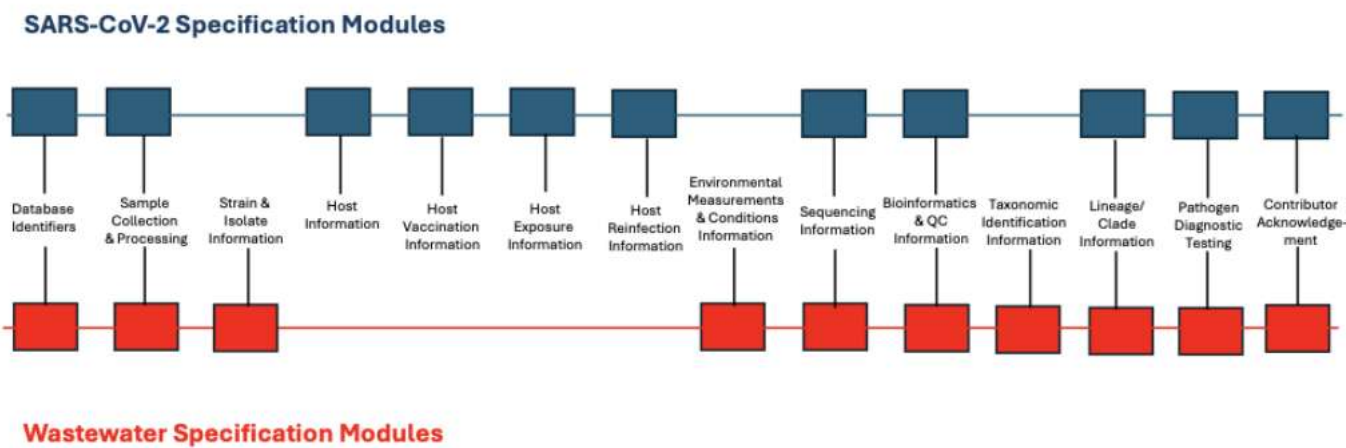 SARS-CoV-2 Specification Modules
Database
Identifiers
Sample
Collection
& Processing
Strain &
Isolate
Information
Host
Information
Host
Vaccination
Information
Host
Exposure
Information
Host
Reinfection
Information
Environmental
Measurements
& Conditions
Information
Sequencing
Information
Bioinformatics
& QC
Information
Taxonomic
Identification
Information
Lineage/
Clade
Information
Pathogen
Diagnostic
Testing
Contributor
Acknowledge-
ment
Wastewater Specification Modules